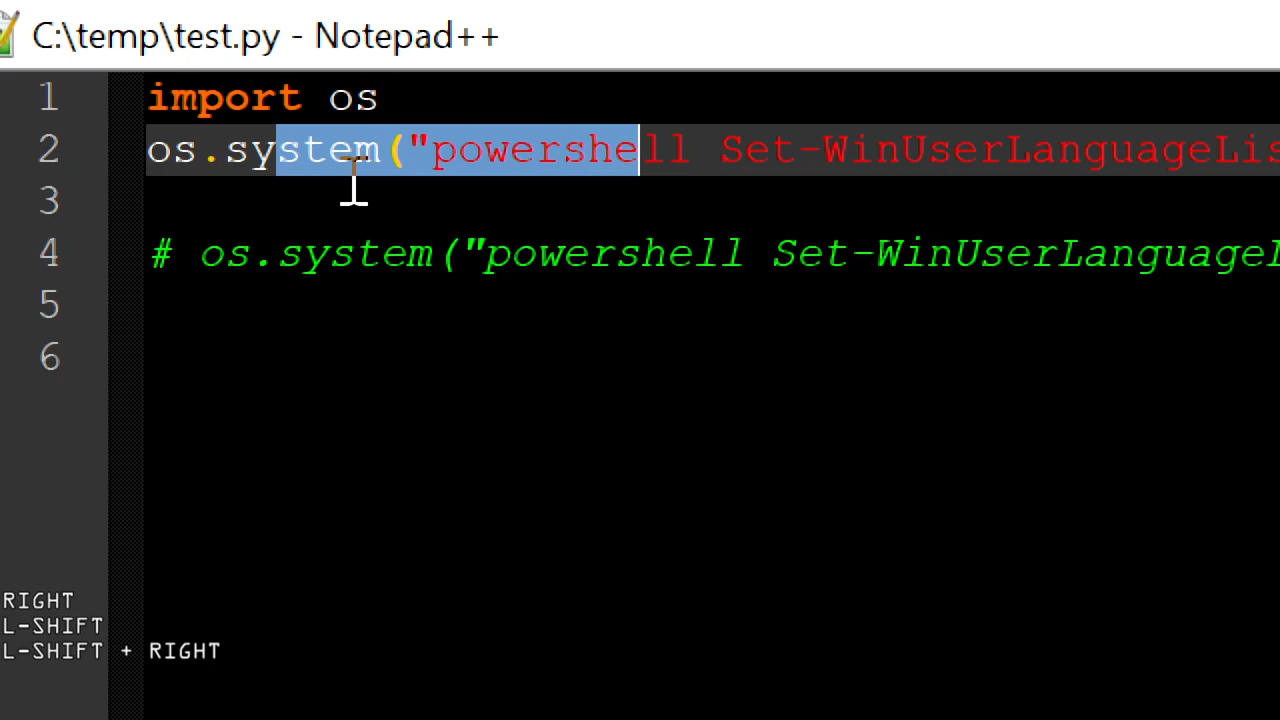 C:\temp\test.py - Notepad++
1 import os
2 os.system("powershell Set-WinUserLanguageLis
3
4 # os.system("powershell Set-WinUserLanguageL
5
6
RIGHT
L-SHIFT
L-SHIFT + RIGHT